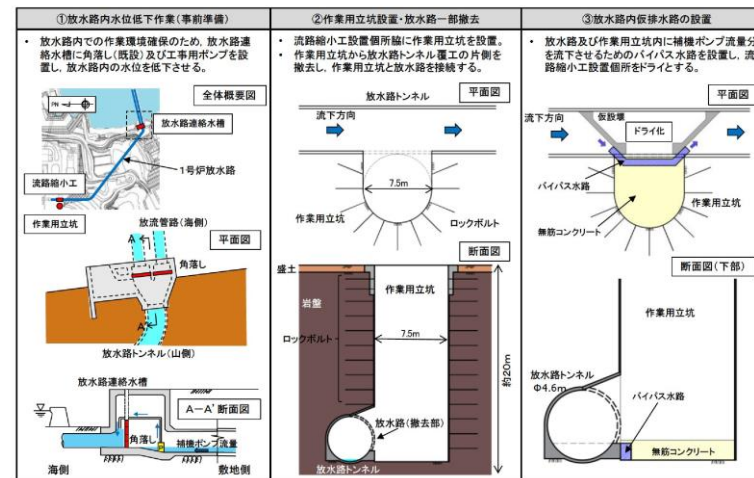 ①放水路内水位低下作業(事前準備)
• 放水路内での作業環境確保のため, 放水路連
絡水槽に角落し(既設)及び工事用ポンプを設
置し, 放水路内の水位を低下させる。
全体概要図
PN
放水路連絡水槽
1号炉放水路
流路縮小工
作業用立坑
放流管路(海側)
平面図
A
角落し
A'
放水路トンネル(山側)
放水路連絡水槽
A-A'断面図
角落し
補機ポンプ流量
海側
敷地側
②作業用立坑設置・放水路一部撤去
• 流路縮小工設置個所脇に作業用立坑を設置。
• 作業用立坑から放水路トンネル覆工の片側を
撤去し, 作業用立坑と放水路を接続する。
放水路トンネル
平面図
流下方向
7.5m
作業用立坑
ロックボルト
断面図
盛土
作業用立坑
岩盤
7.5m
ロックボルト
約20m
放水路(撤去部)
放水路トンネル
③放水路内仮排水路の設置
• 放水路及び作業用立坑内に補機ポンプ流量分
を流下させるためのバイパス水路を設置し, 流
路縮小工設置個所をドライとする。
平面図
流下方向
仮設堰
ドライ化
バイパス水路
作業用立坑
無筋コンクリート
断面図(下部)
作業用立坑
放水路トンネル
Φ4.6m
バイパス水路
無筋コンクリート